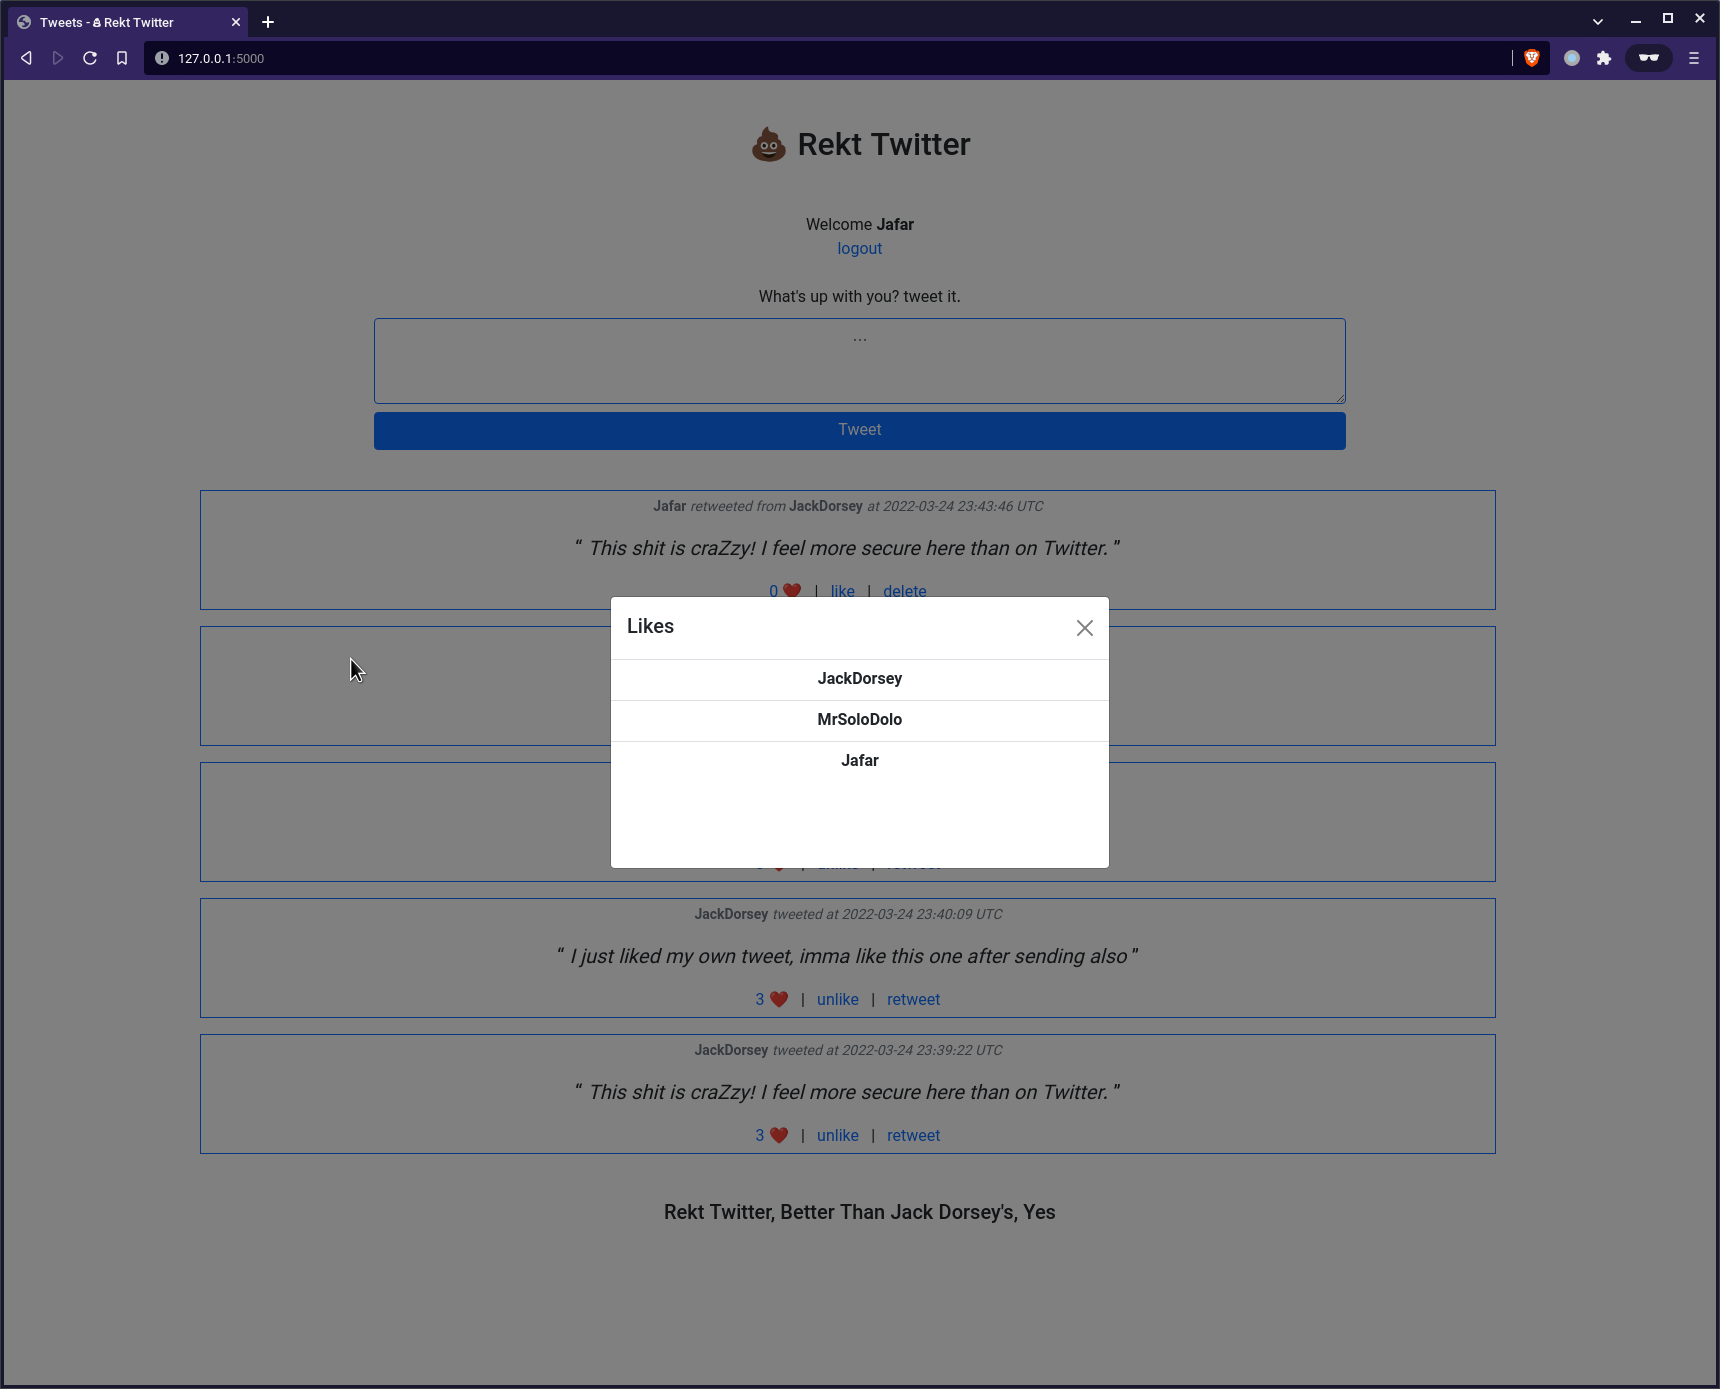 Tweets - 💩 Rekt Twitter
127.0.0.1:5000
💩 Rekt Twitter
Welcome Jafar
logout
What's up with you? tweet it.
...
Tweet
Jafar retweeted from JackDorsey at 2022-03-24 23:43:46 UTC
“ This shit is craZzy! I feel more secure here than on Twitter. ”
0 ❤️ | like | delete
Likes
JackDorsey
MrSoloDolo
Jafar
JackDorsey tweeted at 2022-03-24 23:40:09 UTC
“ I just liked my own tweet, imma like this one after sending also ”
3 ❤️ | unlike | retweet
JackDorsey tweeted at 2022-03-24 23:39:22 UTC
“ This shit is craZzy! I feel more secure here than on Twitter. ”
3 ❤️ | unlike | retweet
Rekt Twitter, Better Than Jack Dorsey's, Yes